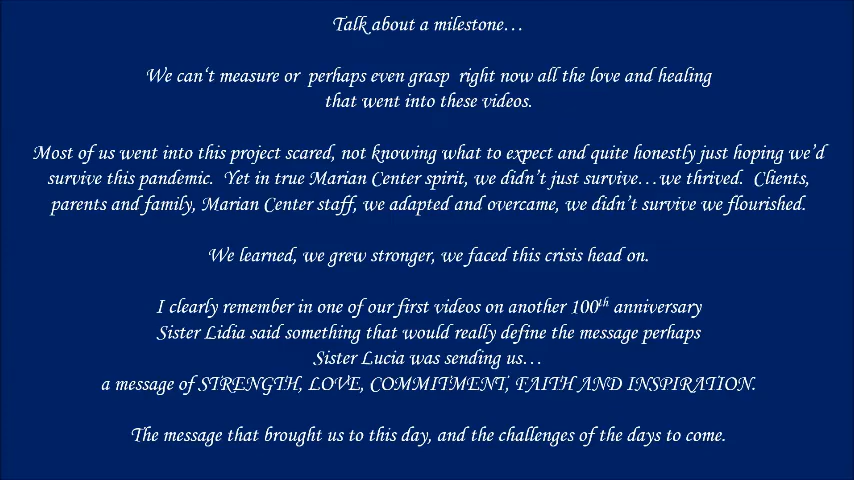 Talk about a milestone…
We can‘t measure or perhaps even grasp right now all the love and healing
that went into these videos.
Most of us went into this project scared, not knowing what to expect and quite honestly just hoping we’d
survive this pandemic. Yet in true Marian Center spirit, we didn’t just survive…we thrived. Clients,
parents and family, Marian Center staff, we adapted and overcame, we didn’t survive we flourished.
We learned, we grew stronger, we faced this crisis head on.
I clearly remember in one of our first videos on another 100th anniversary
Sister Lidia said something that would really define the message perhaps
Sister Lucia was sending us…
a message of STRENGTH, LOVE, COMMITMENT, FAITH AND INSPIRATION.
The message that brought us to this day, and the challenges of the days to come.